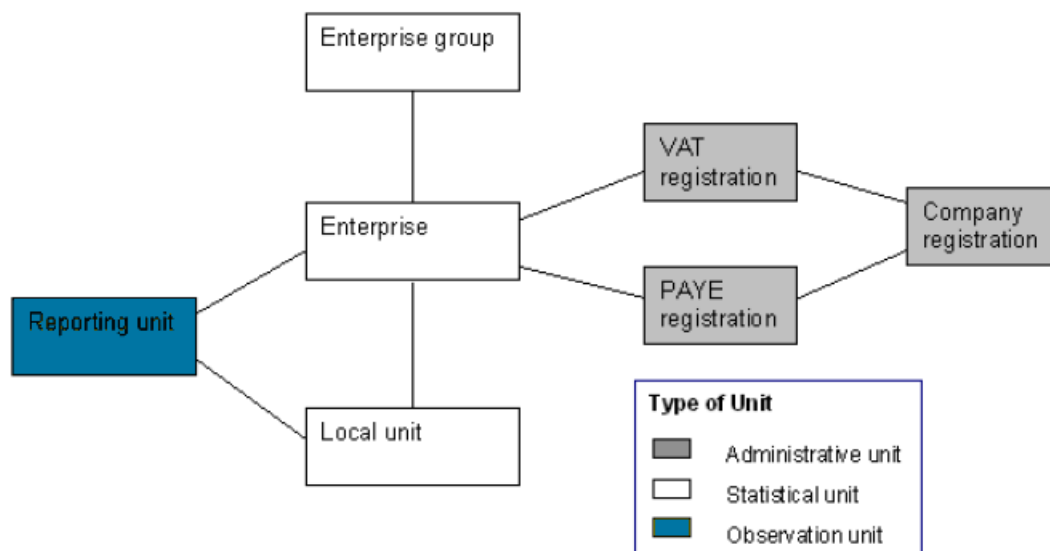 Enterprise group
VAT
registration
Company
registration
Enterprise
PAYE
registration
Reporting unit
Local unit
Type of Unit
Administrative unit
Statistical unit
Observation unit